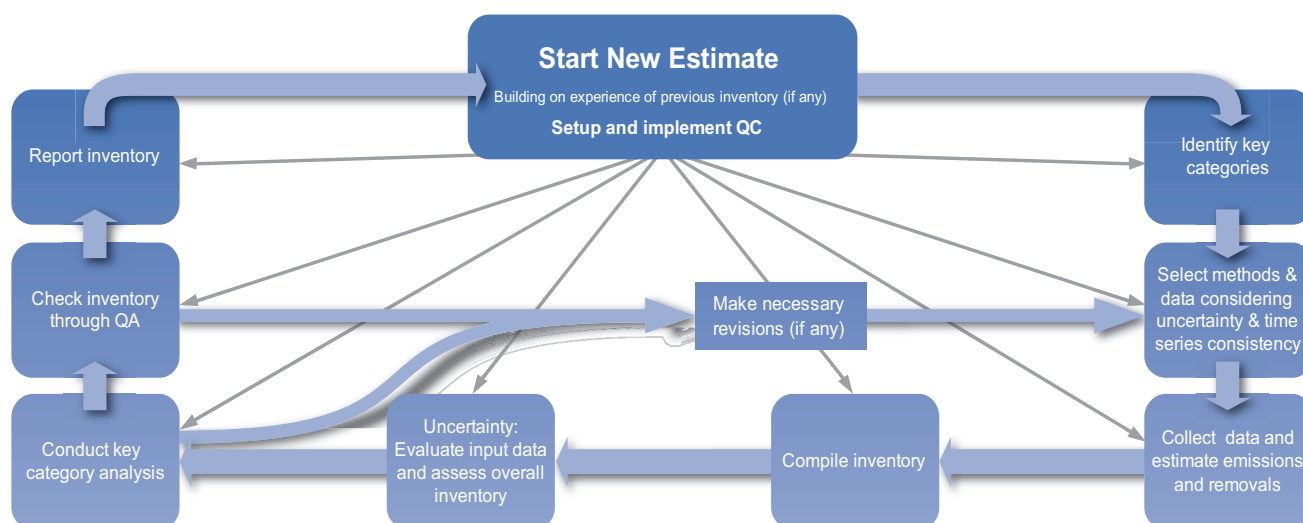 Start New Estimate
Building on experience of previous inventory (if any)
Setup and implement QC
Report inventory
Identify key
categories
Check inventory
through QA
Make necessary
revisions (if any)
Select methods &
data considering
uncertainty & time
series consistency
Conduct key
category analysis
Uncertainty:
Evaluate input data
and assess overall
inventory
Compile inventory
Collect data and
estimate emissions
and removals